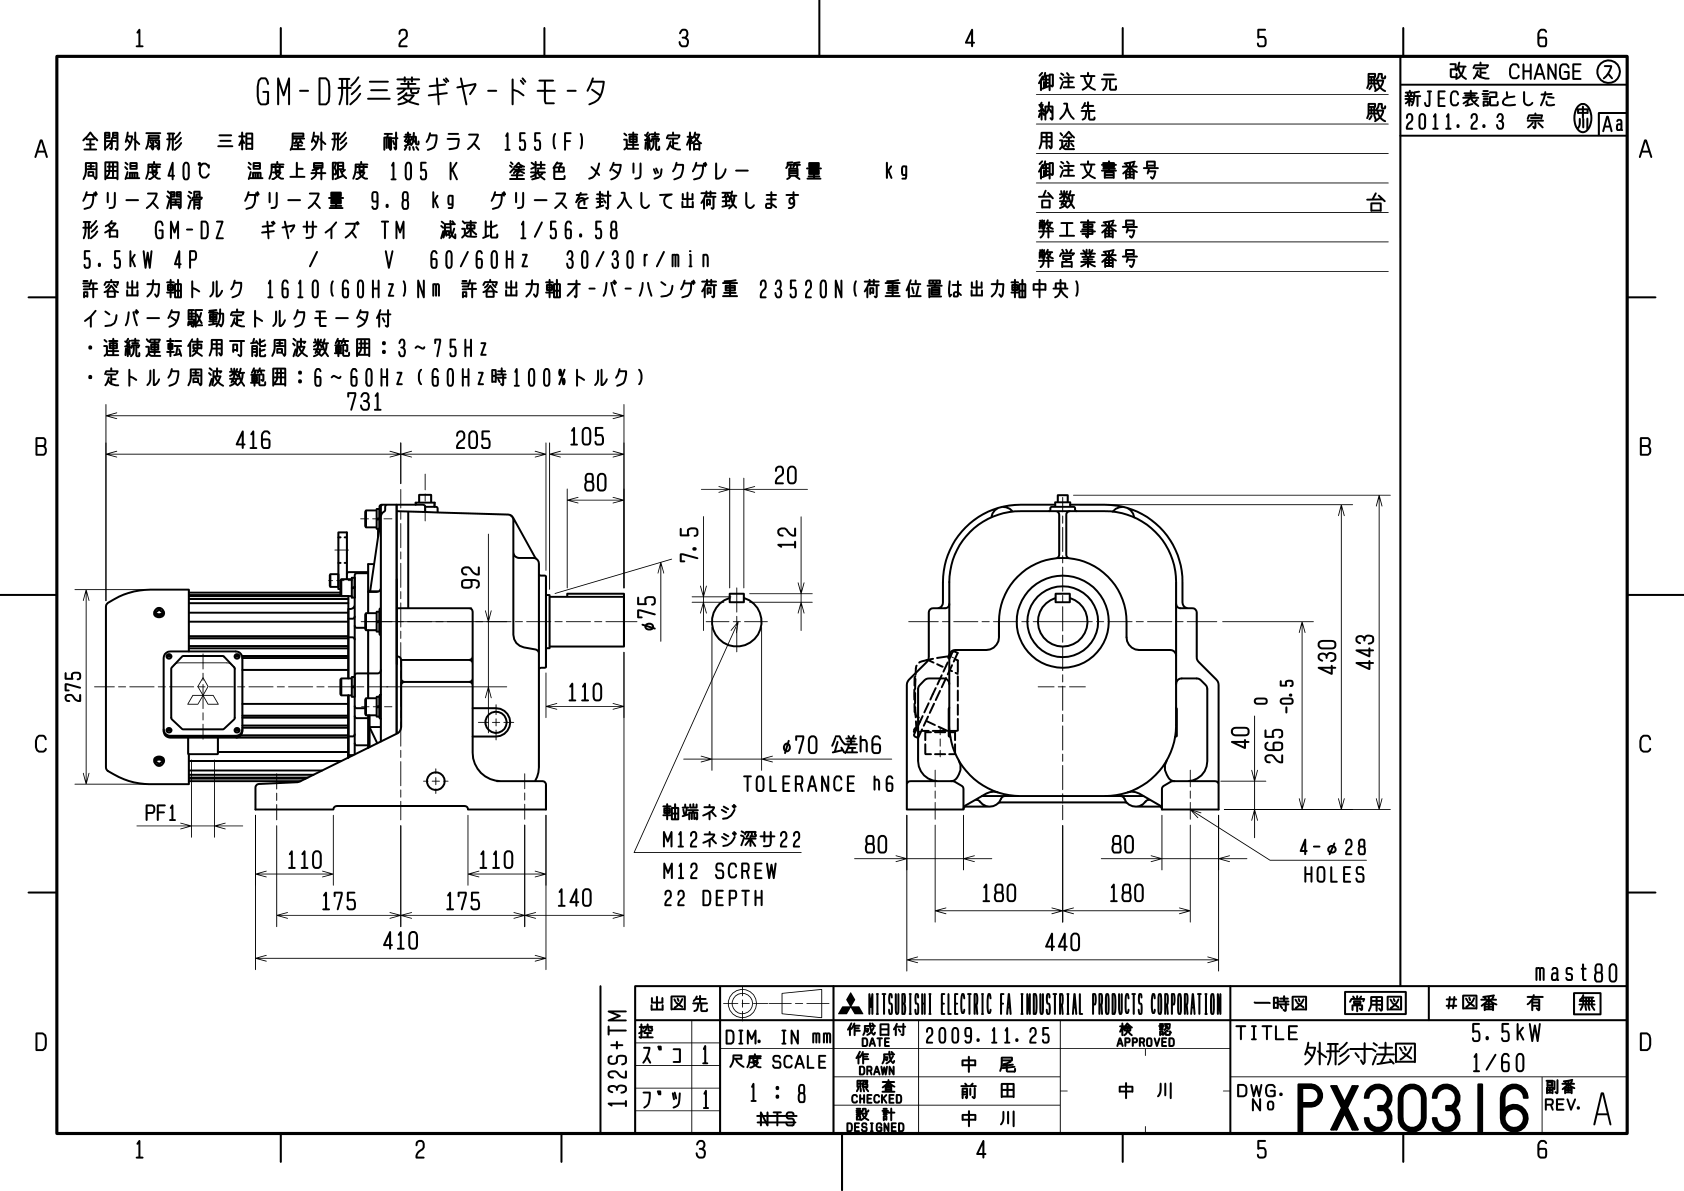 1 2 3 4 5 6
GM-D形三菱ギヤードモータ
全閉外扇形 三相 屋外形 耐熱クラス 155(F) 連続定格
周囲温度40℃ 温度上昇限度 105 K 塗装色 メタリックグレー 質量 kg
グリース潤滑 グリース量 9.8 kg グリースを封入して出荷致します
形名 GM-DZ ギヤサイズ TM 減速比 1/56.58
5.5kW 4P / V 60/60Hz 30/30r/min
許容出力軸トルク 1610(60Hz)Nm 許容出力軸オーバーハング荷重 23520N(荷重位置は出力軸中央)
インバータ駆動定トルクモータ付
・連続運転使用可能周波数範囲：3～75Hz
・定トルク周波数範囲：6～60Hz(60Hz時100%トルク)
御注文元 殿
納入先 殿
用途
御注文書番号
台数 台
弊工事番号
弊営業番号
改定 CHANGE ス
新JEC表記とした
2011.2.3 宗 Aa
A A
B B
C C
D D
731
416 205 105
80
92
φ75
275
110
PF1
110 110
175 175 140
410
20
7.5
12
φ70 公差h6
TOLERANCE h6
軸端ネジ
M12ネジ深サ22
M12 SCREW
22 DEPTH
430
443
40
265 0 -0.5
80 80
180 180
440
4-φ28
HOLES
mast80
132S+TM
出図先
控
ズコ 1
ブツ 1
DIM. IN mm
尺度 SCALE
1 : 8
NTS
MITSUBISHI ELECTRIC FA INDUSTRIAL PRODUCTS CORPORATION
作成日付 DATE 2009.11.25
検認 APPROVED
作成 DRAWN 中尾
照査 CHECKED 前田
中川
設計 DESIGNED 中川
一時図 常用図 #図番 有 無
TITLE 外形寸法図
5.5kW
1/60
DWG. No PX30316
副番 REV. A
1 2 3 4 5 6